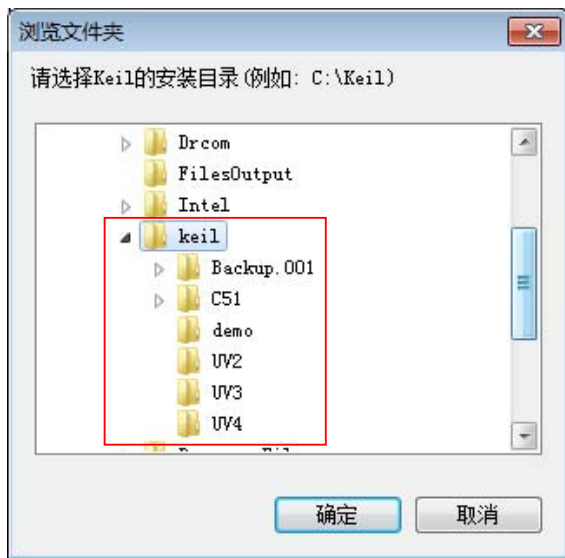 浏览文件夹
请选择Keil的安装目录(例如: C:\Keil)
Drcom
FilesOutput
Intel
keil
Backup.001
C51
demo
UV2
UV3
UV4
确定
取消